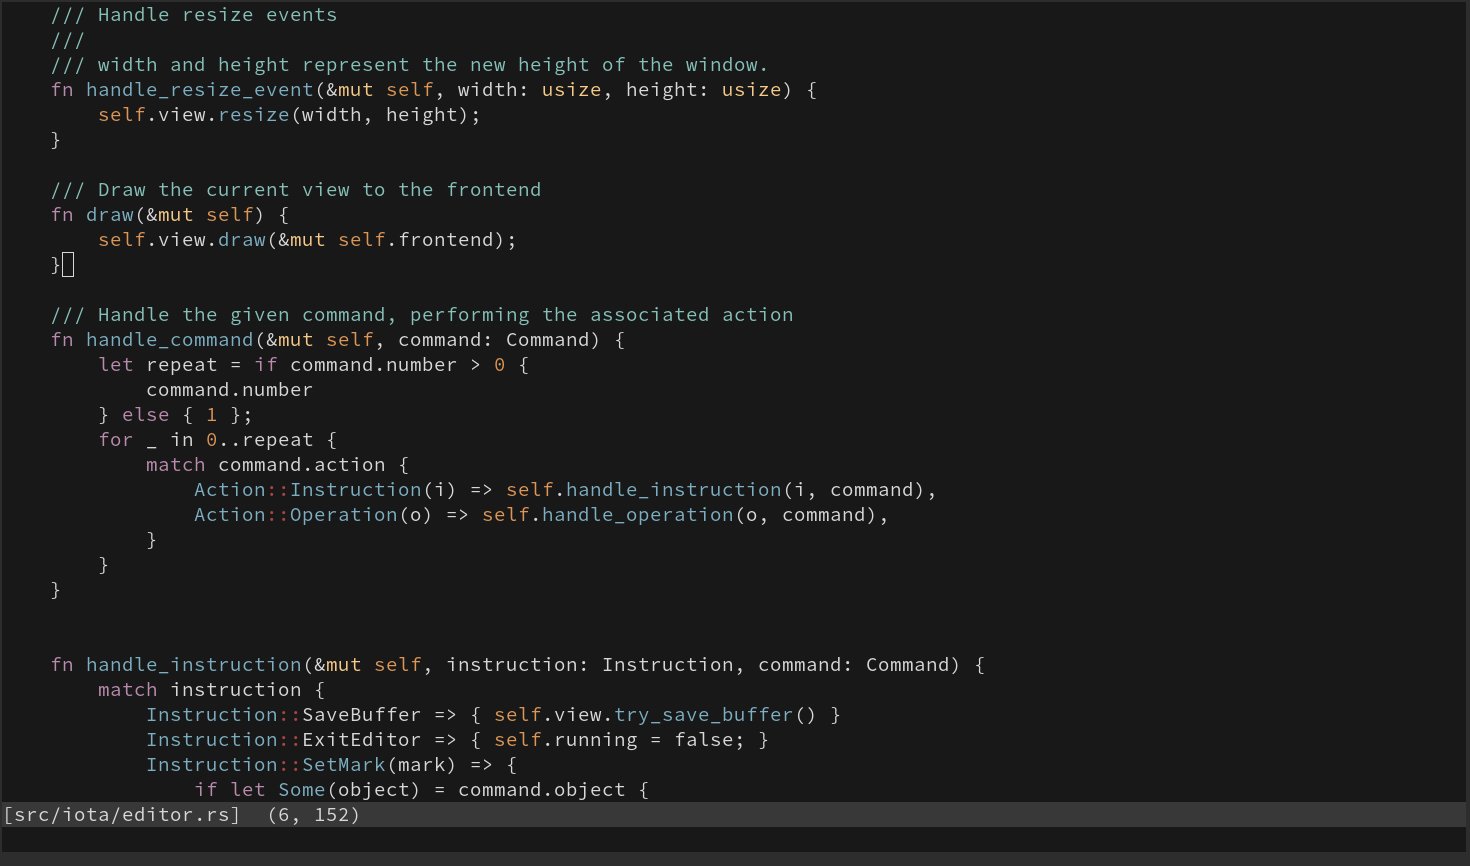 /// Handle resize events
    ///
    /// width and height represent the new height of the window.
    fn handle_resize_event(&mut self, width: usize, height: usize) {
        self.view.resize(width, height);
    }

    /// Draw the current view to the frontend
    fn draw(&mut self) {
        self.view.draw(&mut self.frontend);
    }

    /// Handle the given command, performing the associated action
    fn handle_command(&mut self, command: Command) {
        let repeat = if command.number > 0 {
            command.number
        } else { 1 };
        for _ in 0..repeat {
            match command.action {
                Action::Instruction(i) => self.handle_instruction(i, command),
                Action::Operation(o) => self.handle_operation(o, command),
            }
        }
    }


    fn handle_instruction(&mut self, instruction: Instruction, command: Command) {
        match instruction {
            Instruction::SaveBuffer => { self.view.try_save_buffer() }
            Instruction::ExitEditor => { self.running = false; }
            Instruction::SetMark(mark) => {
                if let Some(object) = command.object {
[src/iota/editor.rs]  (6, 152)